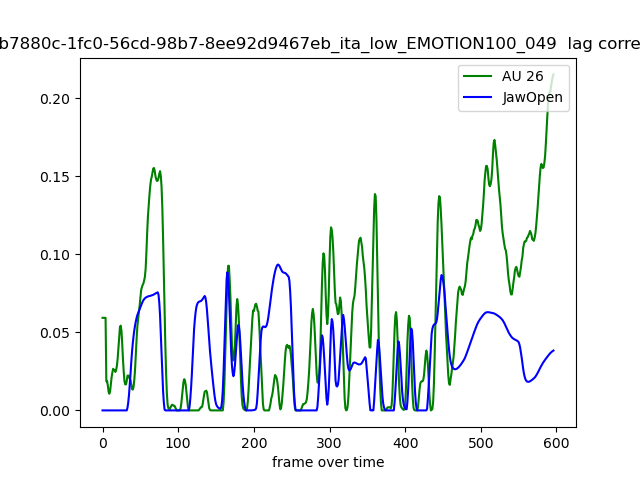 b7880c-1fc0-56cd-98b7-8ee92d9467eb_ita_low_EMOTION100_049 lag corre
AU 26
JawOpen
0.20
0.15
0.10
0.05
0.00
0 100 200 300 400 500 600
frame over time